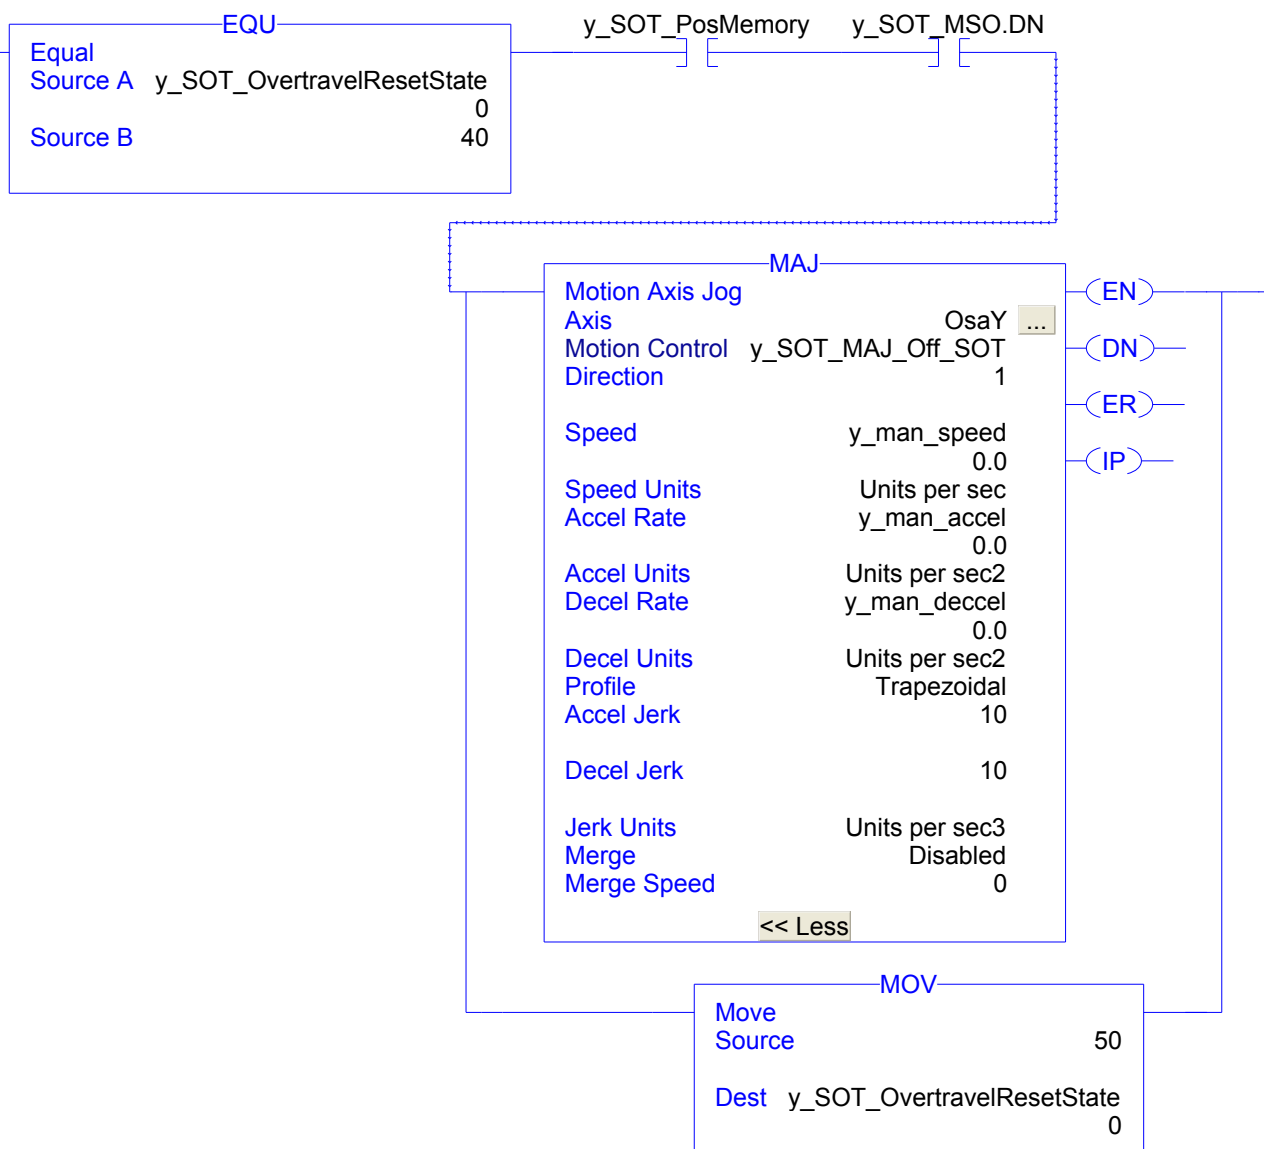 EQU
Equal
Source A y_SOT_OvertravelResetState
0
Source B 40
y_SOT_PosMemory y_SOT_MSO.DN
MAJ
Motion Axis Jog
Axis OsaY ...
Motion Control y_SOT_MAJ_Off_SOT
Direction 1
Speed y_man_speed
0.0
Speed Units Units per sec
Accel Rate y_man_accel
0.0
Accel Units Units per sec2
Decel Rate y_man_deccel
0.0
Decel Units Units per sec2
Profile Trapezoidal
Accel Jerk 10
Decel Jerk 10
Jerk Units Units per sec3
Merge Disabled
Merge Speed 0
<< Less
EN
DN
ER
IP
MOV
Move
Source 50
Dest y_SOT_OvertravelResetState
0